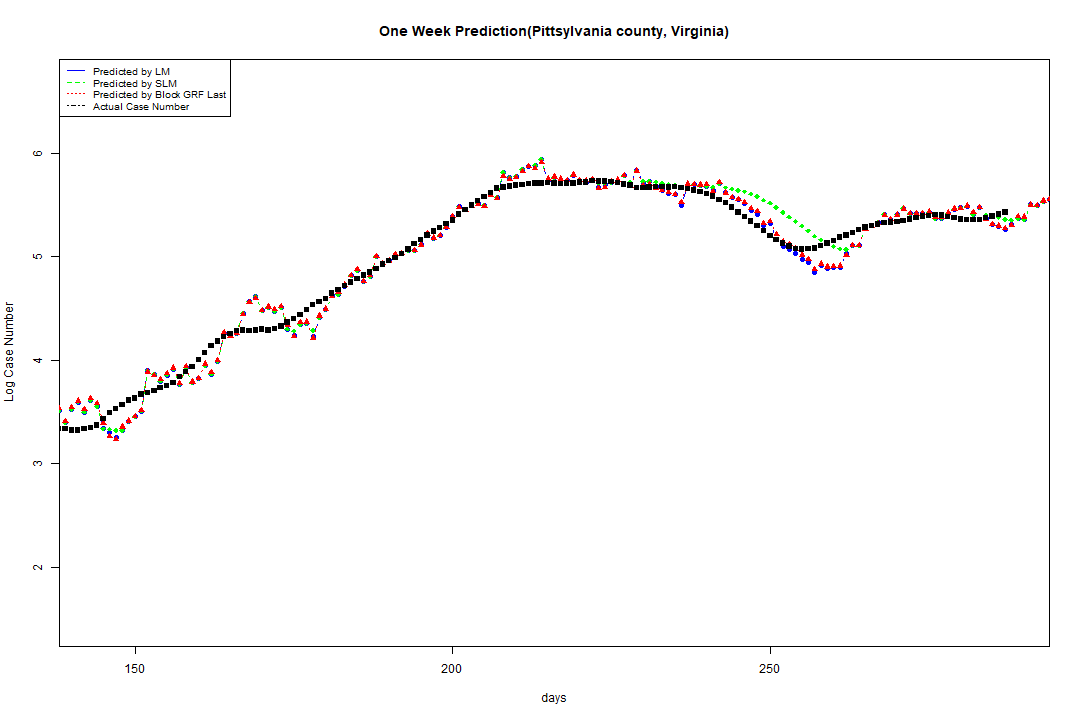 One Week Prediction(Pittsylvania county, Virginia)
Predicted by LM
Predicted by SLM
Predicted by Block GRF Last
Actual Case Number
6
5
4
3
2
Log Case Number
150 200 250
days